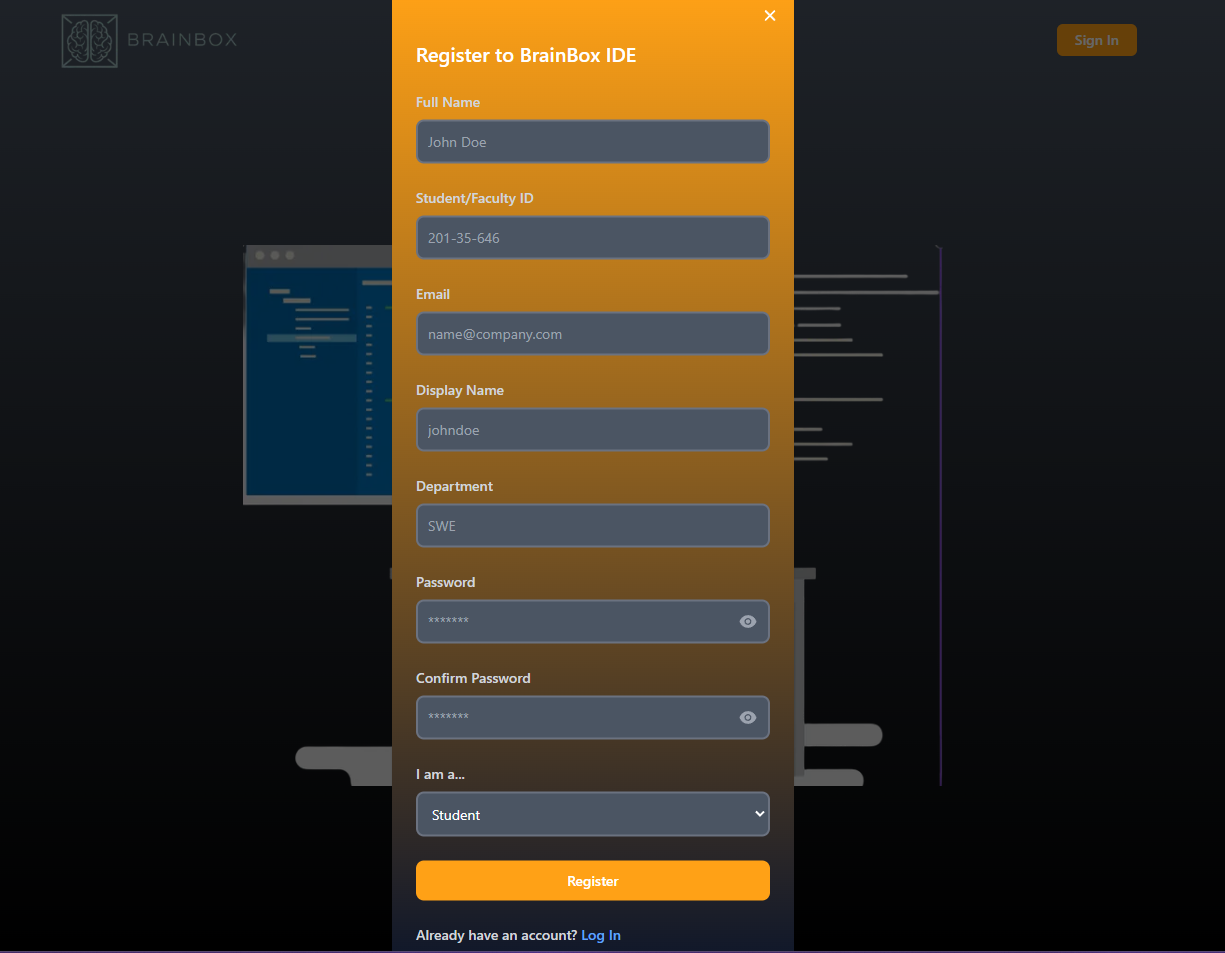 BRAINBOX
Sign In
Register to BrainBox IDE
Full Name
John Doe
Student/Faculty ID
201-35-646
Email
name@company.com
Display Name
johndoe
Department
SWE
Password
*******
Confirm Password
*******
I am a...
Student
Register
Already have an account? Log In